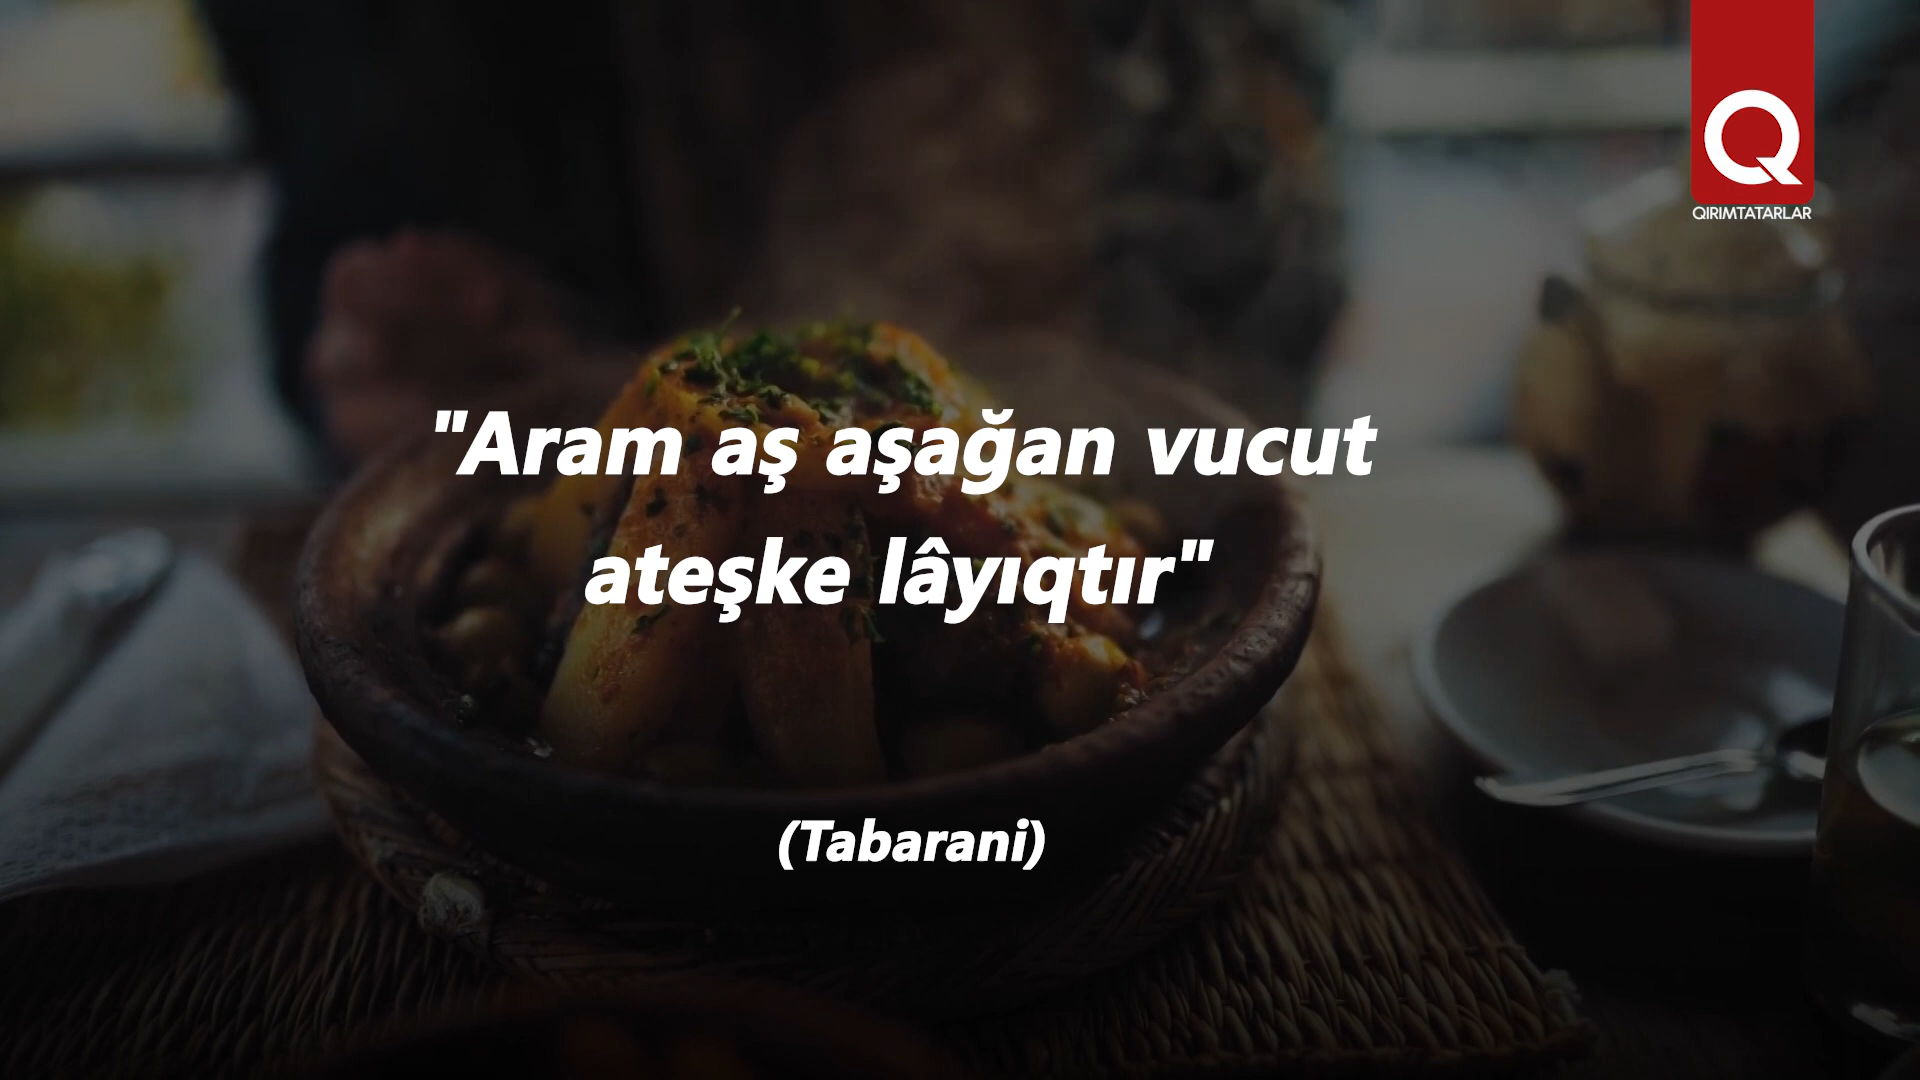 Q
QIRIMTATARLAR
"Aram aş aşağan vucut
ateşke lâyıqtır"
(Tabarani)